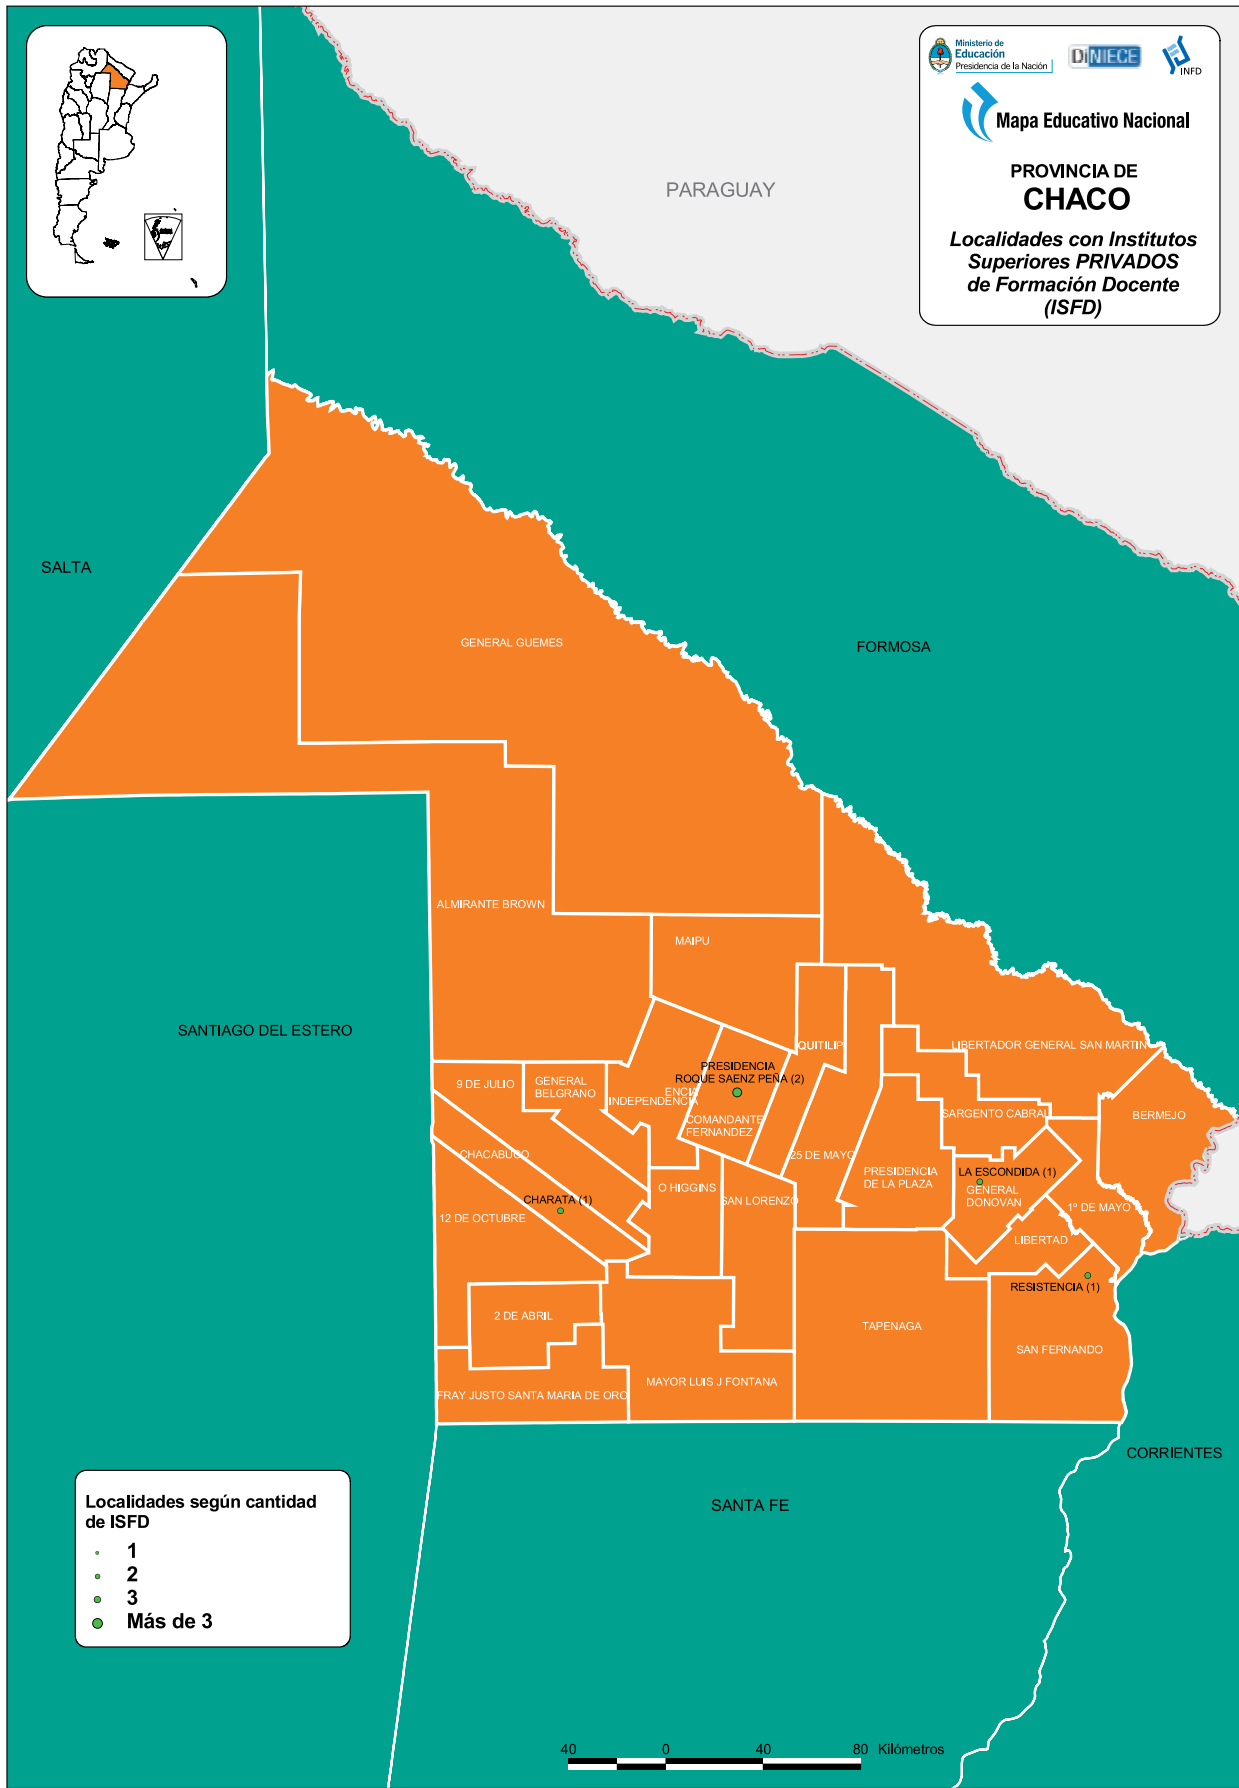 Ministerio de
Educación
Presidencia de la Nación
DiNIECE
INFD
Mapa Educativo Nacional
PROVINCIA DE
CHACO
Localidades con Institutos
Superiores PRIVADOS
de Formación Docente
(ISFD)
PARAGUAY
SALTA
FORMOSA
GENERAL GUEMES
ALMIRANTE BROWN
MAIPU
SANTIAGO DEL ESTERO
QUITILIP
LIBERTADOR GENERAL SAN MARTIN
PRESIDENCIA
ROQUE SAENZ PEÑA (2)
9 DE JULIO
GENERAL
BELGRANO
ENCIA
INDEPENDENCIA
COMANDANTE
FERNANDEZ
SARGENTO CABRAL
BERMEJO
CHACABUCO
25 DE MAYO
PRESIDENCIA
DE LA PLAZA
LA ESCONDIDA (1)
GENERAL
DONOVAN
O HIGGINS
SAN LORENZO
CHARATA (1)
12 DE OCTUBRE
1º DE MAYO
LIBERTAD
RESISTENCIA (1)
2 DE ABRIL
TAPENAGA
SAN FERNANDO
MAYOR LUIS J FONTANA
FRAY JUSTO SANTA MARIA DE ORO
CORRIENTES
SANTA FE
Localidades según cantidad
de ISFD
1
2
3
Más de 3
40 0 40 80 Kilómetros